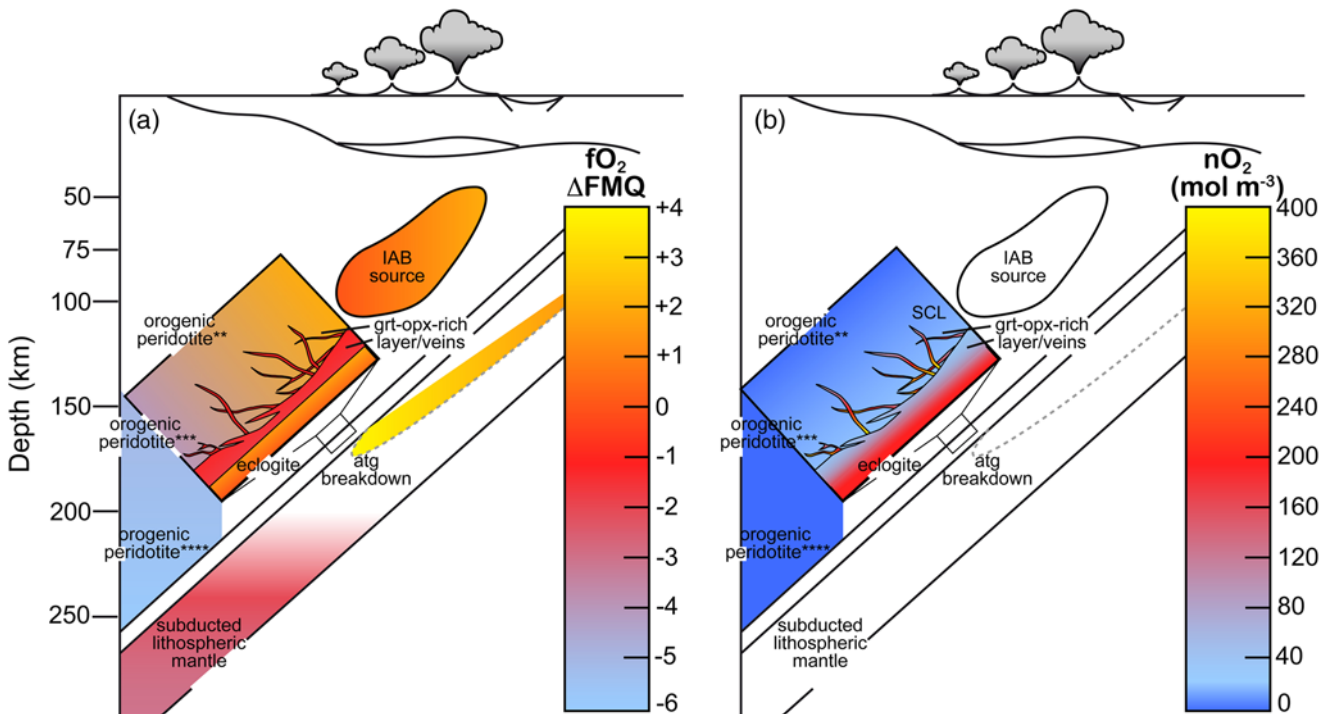 (a)
fO2
ΔFMQ
Depth (km)
50
75
100
150
200
250
IAB
source
orogenic
peridotite**
grt-opx-rich
layer/veins
orogenic
peridotite***
eclogite
atg
breakdown
orogenic
peridotite****
subducted
lithospheric
mantle
+4
+3
+2
+1
0
-1
-2
-3
-4
-5
-6
(b)
nO2
(mol m-3)
IAB
source
orogenic
peridotite**
SCL
grt-opx-rich
layer/veins
orogenic
peridotite***
eclogite
atg
breakdown
orogenic
peridotite****
subducted
lithospheric
mantle
400
360
320
280
240
200
160
120
80
40
0